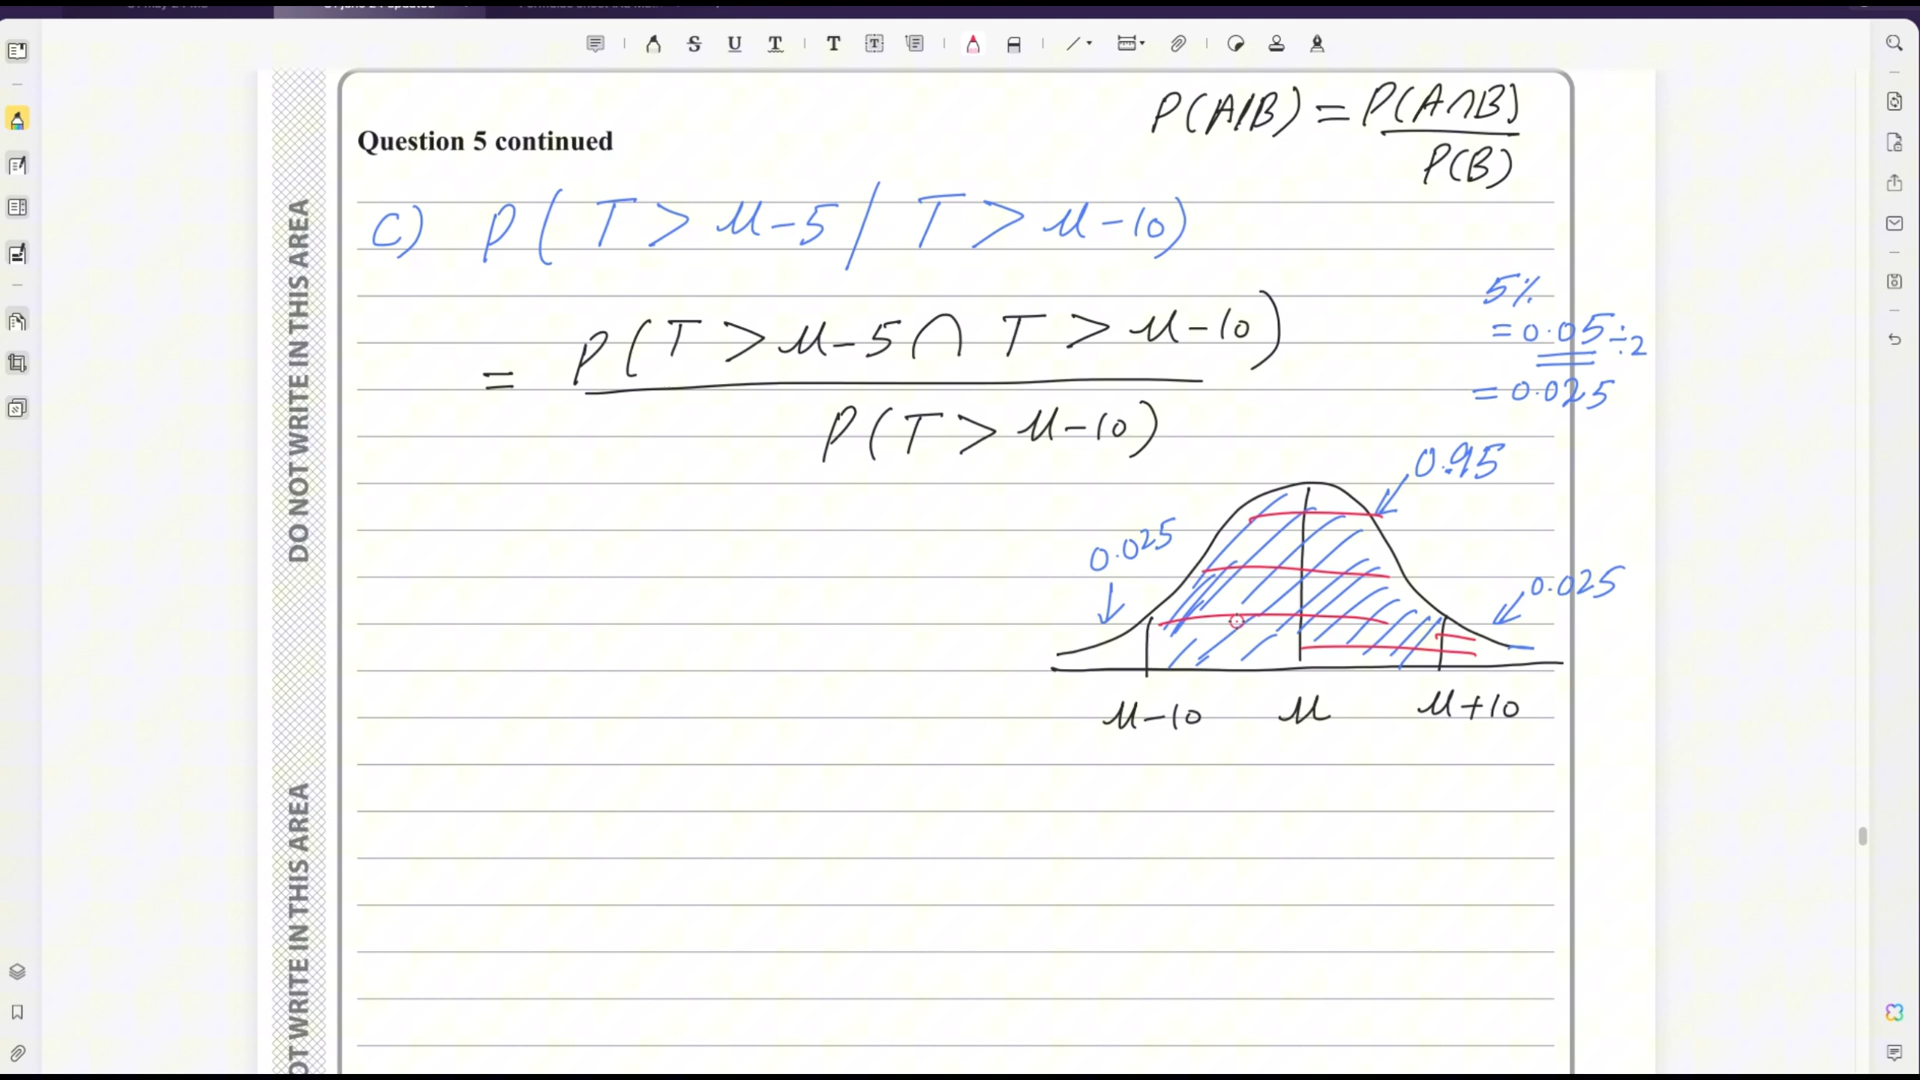 P(A/B) = P(A∩B)
P(B)
Question 5 continued
c) P( T > μ-5 / T > μ-10)
5%
= 0.05 ÷2
= 0.025
= P( T > μ-5 ∩ T > μ-10)
P( T > μ-10)
0.95
0.025
0.025
μ-10 μ μ+10
DO NOT WRITE IN THIS AREA
OT WRITE IN THIS AREA
S U T T T